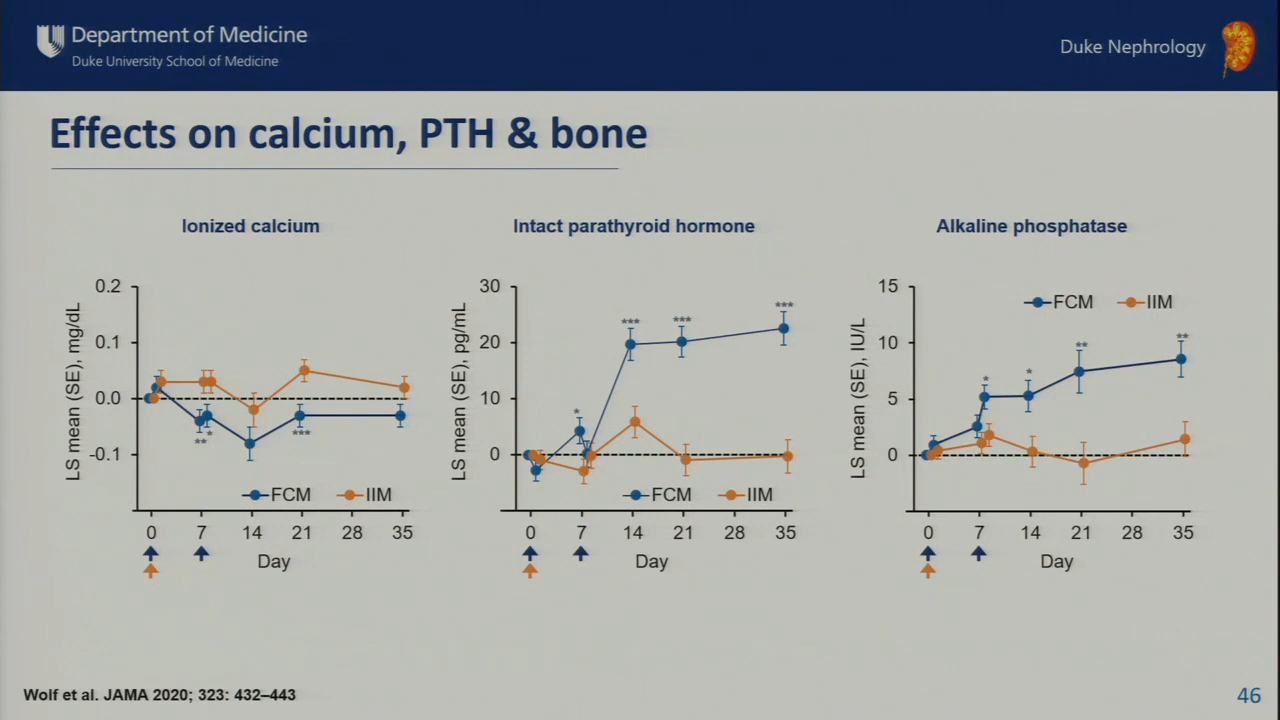 Department of Medicine
Duke University School of Medicine
Duke Nephrology
Effects on calcium, PTH & bone
Ionized calcium
LS mean (SE), mg/dL
0.2
0.1
0.0
-0.1
**
*
***
FCM
IIM
0 7 14 21 28 35
Day
Intact parathyroid hormone
LS mean (SE), pg/mL
30
20
10
0
*
***
***
***
FCM
IIM
0 7 14 21 28 35
Day
Alkaline phosphatase
LS mean (SE), IU/L
15
10
5
0
FCM
IIM
*
*
**
**
0 7 14 21 28 35
Day
Wolf et al. JAMA 2020; 323: 432–443
46